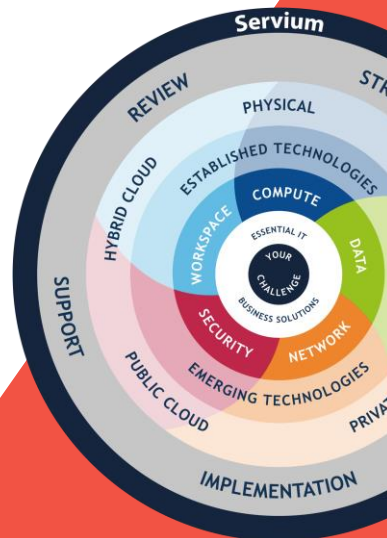 Servium
REVIEW
PHYSICAL
ESTABLISHED TECHNOLOGIES
HYBRID CLOUD
COMPUTE
WORKSPACE
ESSENTIAL IT
YOUR
CHALLENGE
BUSINESS SOLUTIONS
DATA
SUPPORT
SECURITY
NETWORK
EMERGING TECHNOLOGIES
PUBLIC CLOUD
IMPLEMENTATION